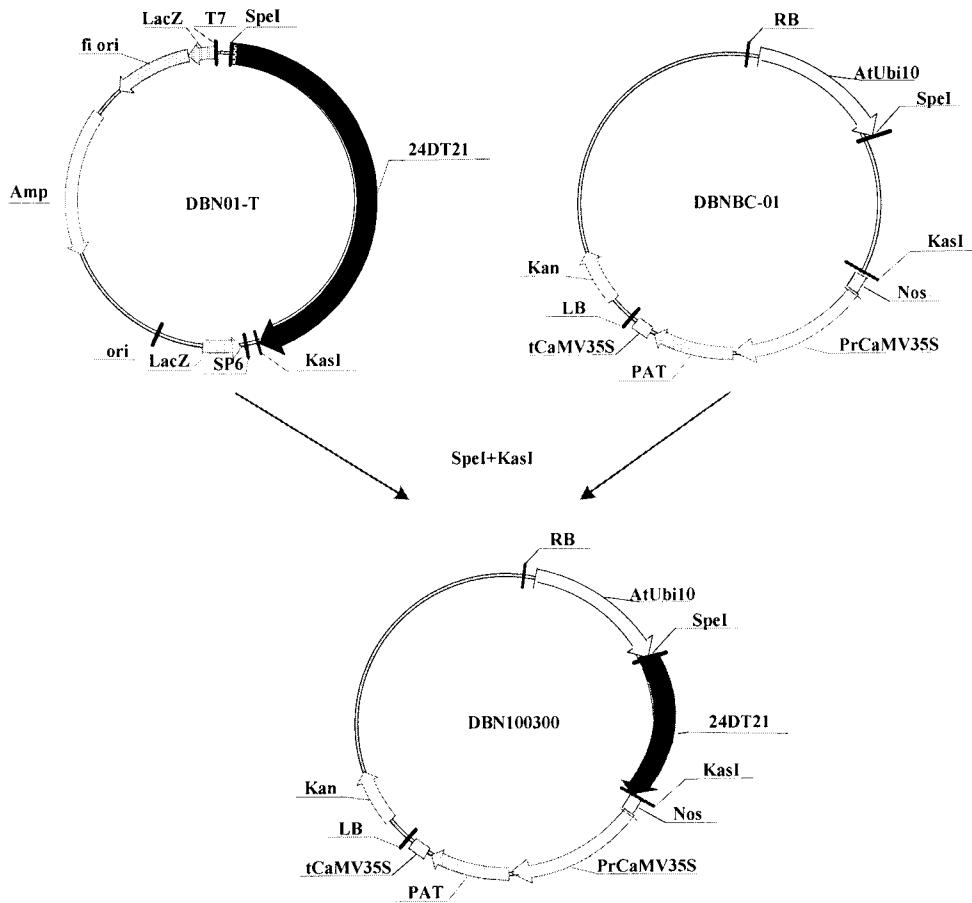 LacZ
T7
SpeI
fi ori
24DT21
Amp
DBN01-T
ori
LacZ
SP6
KasI
RB
AtUbi10
SpeI
DBNBC-01
KasI
Kan
Nos
LB
tCaMV35S
PrCaMV35S
PAT
SpeI+KasI
RB
AtUbi10
SpeI
DBN100300
24DT21
KasI
Kan
Nos
LB
tCaMV35S
PrCaMV35S
PAT